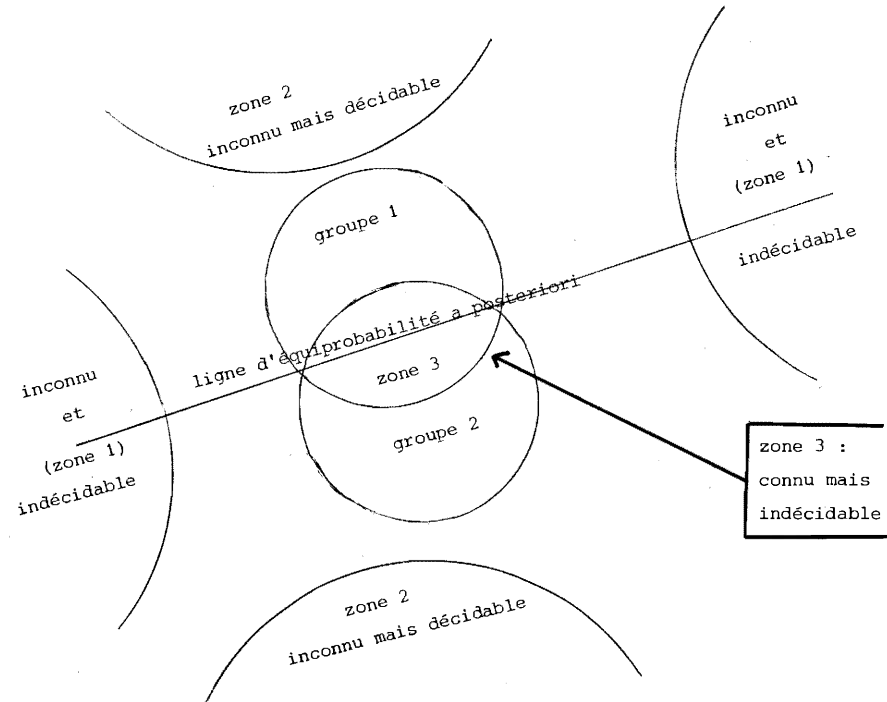 zone 2
inconnu mais décidable
inconnu
et
(zone 1)
indécidable
groupe 1
ligne d'équiprobabilité a posteriori
zone 3
groupe 2
inconnu
et
(zone 1)
indécidable
zone 3 :
connu mais
indécidable
zone 2
inconnu mais décidable